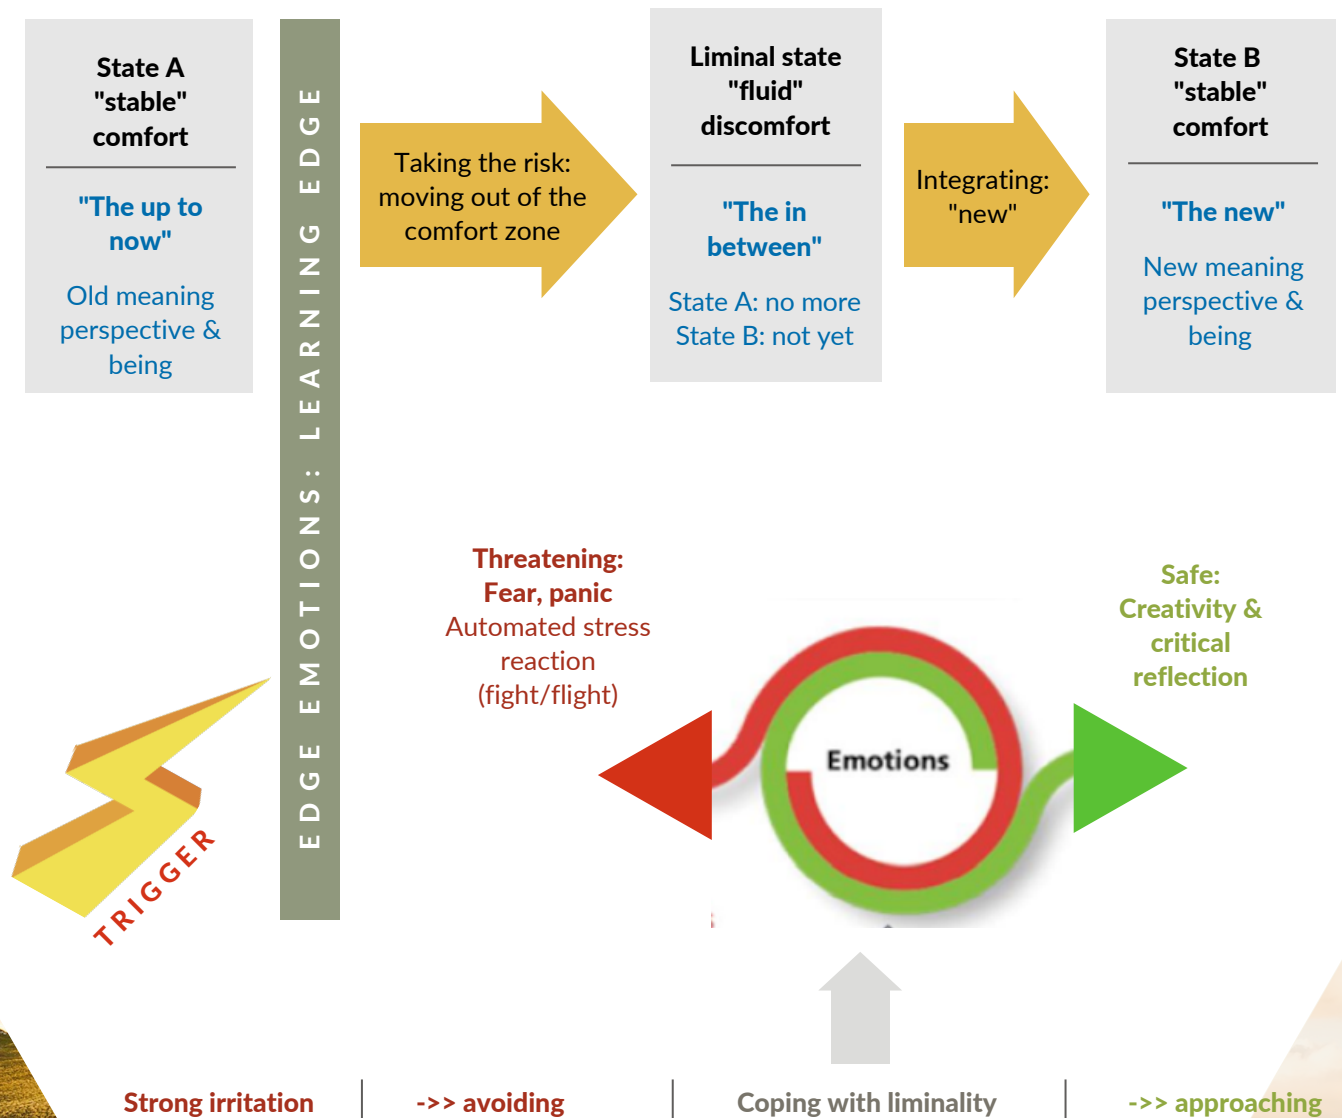 State A
"stable"
comfort
"The up to
now"
Old meaning
perspective &
being
EDGE EMOTIONS: LEARNING EDGE
Taking the risk:
moving out of the
comfort zone
Liminal state
"fluid"
discomfort
"The in
between"
State A: no more
State B: not yet
Integrating:
"new"
State B
"stable"
comfort
"The new"
New meaning
perspective &
being
TRIGGER
Threatening:
Fear, panic
Automated stress
reaction
(fight/flight)
Emotions
Safe:
Creativity &
critical
reflection
Strong irritation
->> avoiding
Coping with liminality
->> approaching